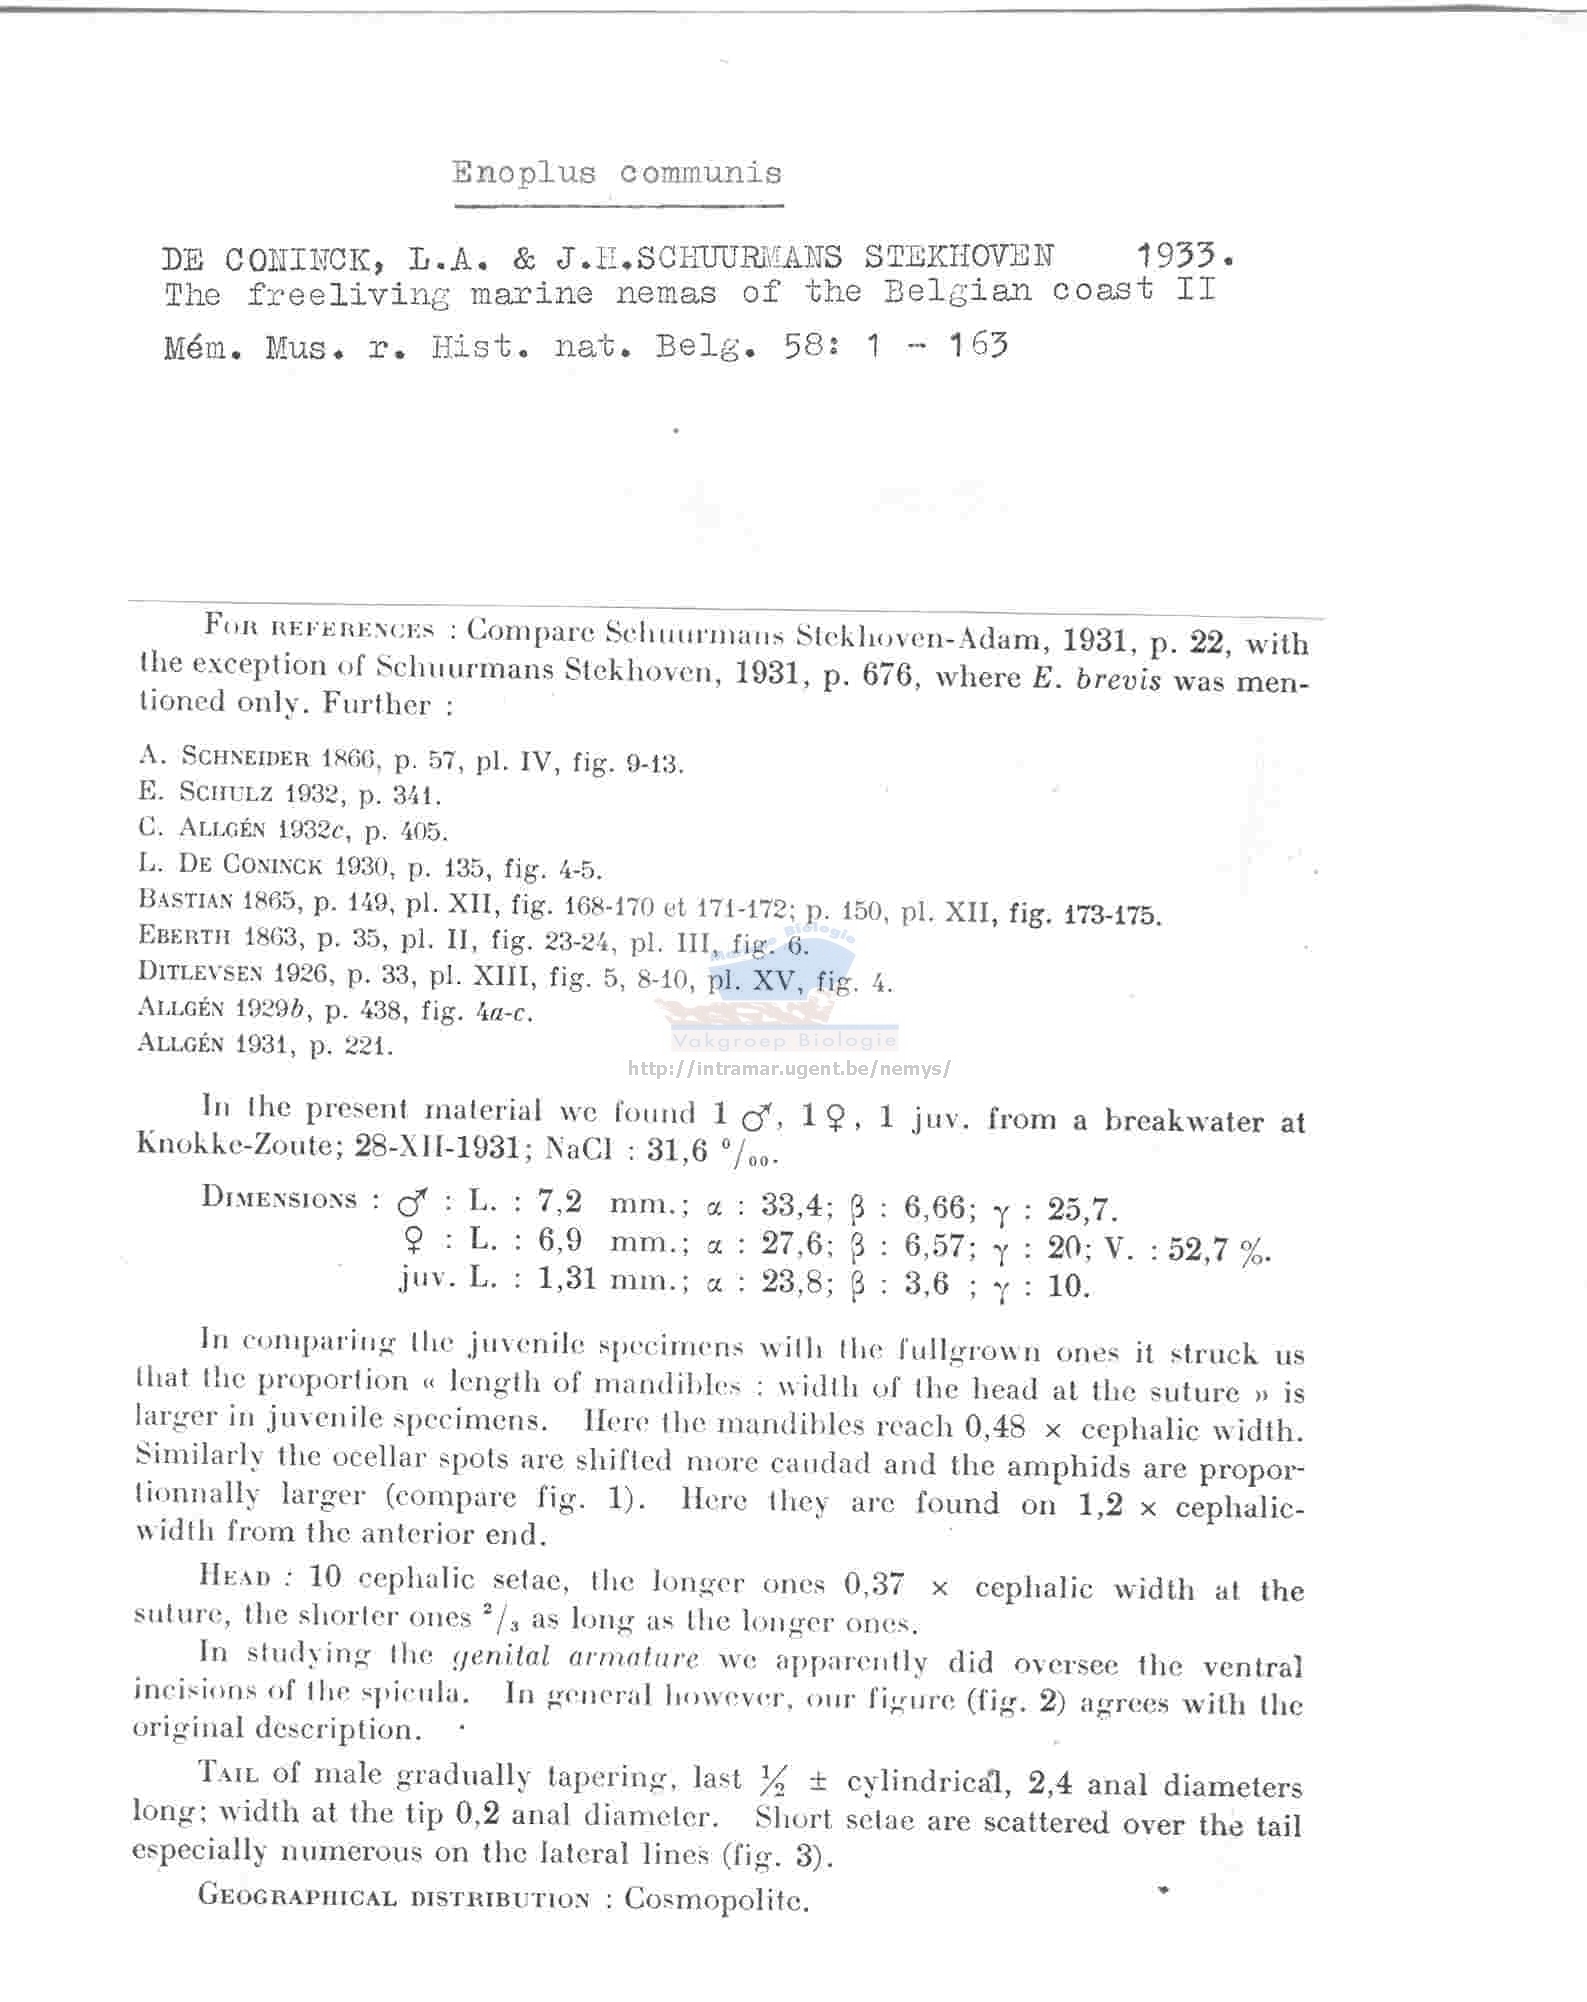 Enoplus communis
DE CONINCK, L.A. & J.H.SCHUURMANS STEKHOVEN 1933.
The freeliving marine nemas of the Belgian coast II
Mém. Mus. r. Hist. nat. Belg. 58: 1 - 163
FOR REFERENCES : Compare Schuurmans Stekhoven-Adam, 1931, p. 22, with
the exception of Schuurmans Stekhoven, 1931, p. 676, where E. brevis was men-
tioned only. Further :
A. SCHNEIDER 1866, p. 57, pl. IV, fig. 9-13.
E. SCHULZ 1932, p. 341.
C. ALLGÉN 1932c, p. 405.
L. DE CONINCK 1930, p. 135, fig. 4-5.
BASTIAN 1865, p. 149, pl. XII, fig. 168-170 et 171-172; p. 150, pl. XII, fig. 173-175.
EBERTH 1863, p. 35, pl. II, fig. 23-24, pl. III, fig. 6.
DITLEVSEN 1926, p. 33, pl. XIII, fig. 5, 8-10, pl. XV, fig. 4.
ALLGÉN 1929b, p. 438, fig. 4a-c.
ALLGÉN 1931, p. 221.
Mariene Biologie
Vakgroep Biologie
http://intramar.ugent.be/nemys/
In the present material we found 1 ♂, 1 ♀, 1 juv. from a breakwater at
Knokke-Zoute; 28-XII-1931; NaCl : 31,6 ⁰/₀₀.
DIMENSIONS : ♂ : L. : 7,2 mm.; α : 33,4; β : 6,66; γ : 25,7.
♀ : L. : 6,9 mm.; α : 27,6; β : 6,57; γ : 20; V. : 52,7 %.
juv. L. : 1,31 mm.; α : 23,8; β : 3,6 ; γ : 10.
In comparing the juvenile specimens with the fullgrown ones it struck us
that the proportion « length of mandibles : width of the head at the suture » is
larger in juvenile specimens. Here the mandibles reach 0,48 × cephalic width.
Similarly the ocellar spots are shifted more caudad and the amphids are propor-
tionnally larger (compare fig. 1). Here they are found on 1,2 × cephalic-
width from the anterior end.
HEAD : 10 cephalic setae, the longer ones 0,37 × cephalic width at the
suture, the shorter ones ²/₃ as long as the longer ones.
In studying the genital armature we apparently did oversee the ventral
incisions of the spicula. In general however, our figure (fig. 2) agrees with the
original description.
TAIL of male gradually tapering, last ½ ± cylindrical, 2,4 anal diameters
long; width at the tip 0,2 anal diameter. Short setae are scattered over the tail
especially numerous on the lateral lines (fig. 3).
GEOGRAPHICAL DISTRIBUTION : Cosmopolite.